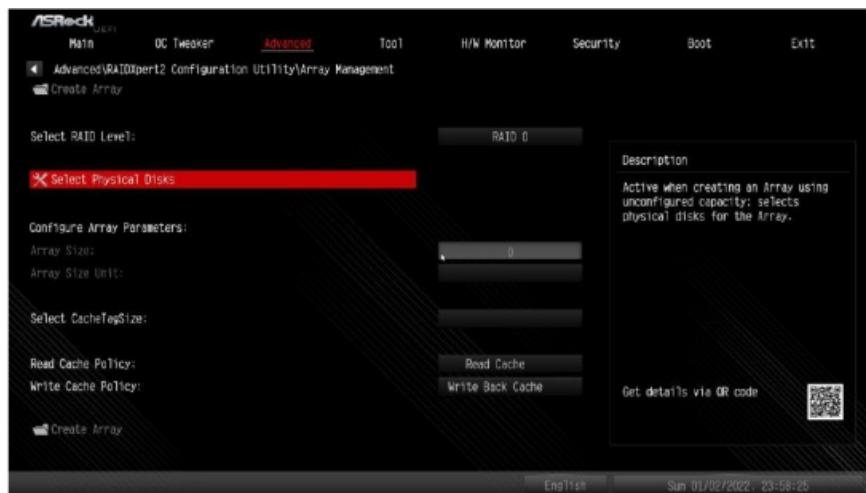 ASRock UEFI
Main OC Tweaker Advanced Tool H/W Monitor Security Boot Exit
Advanced\RAIDXpert2 Configuration Utility\Array Management
Create Array
Select RAID Level: RAID 0
Select Physical Disks
Configure Array Parameters:
Array Size: 0
Array Size Unit:
Select CacheTagSize:
Read Cache Policy: Read Cache
Write Cache Policy: Write Back Cache
Create Array
Description
Active when creating an Array using
unconfigured capacity; selects
physical disks for the Array.
Get details via QR code
English Sun 01/02/2022, 23:58:25